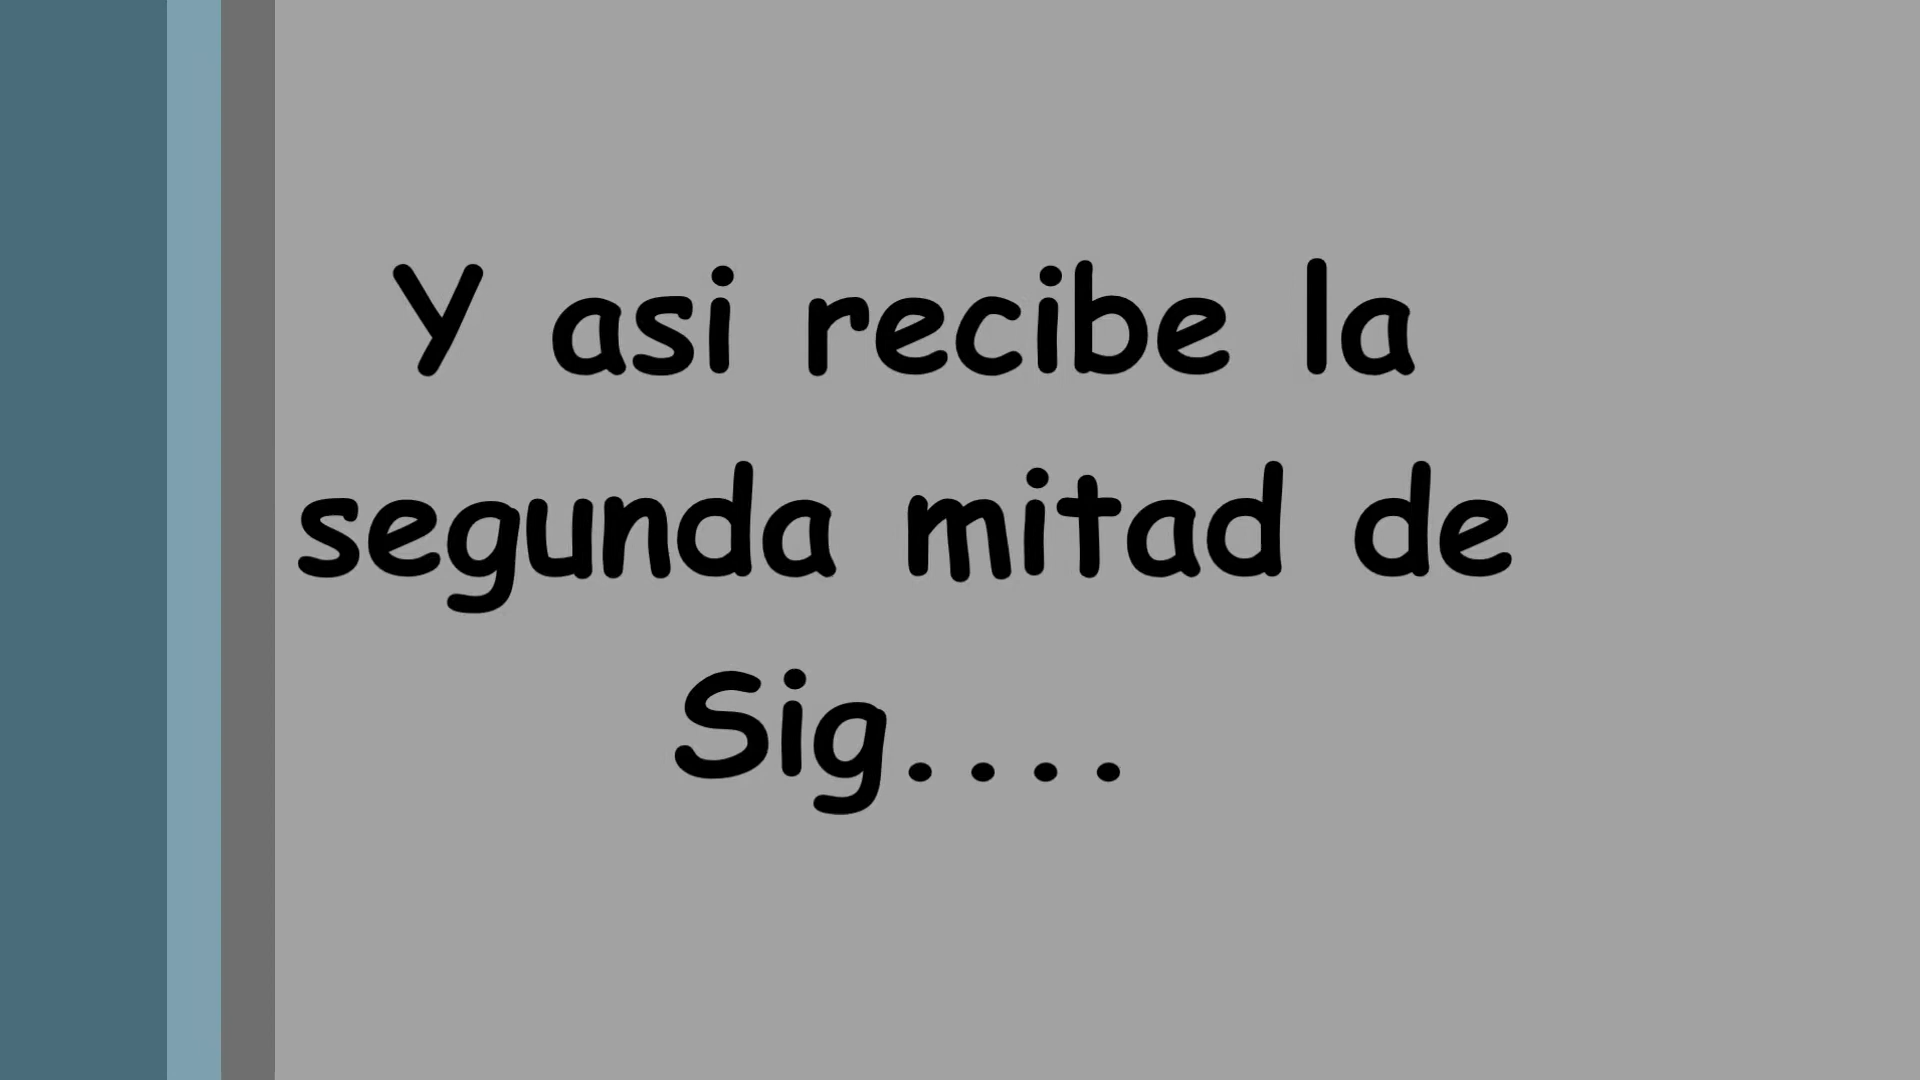 Y asi recibe la
segunda mitad de
Sig....